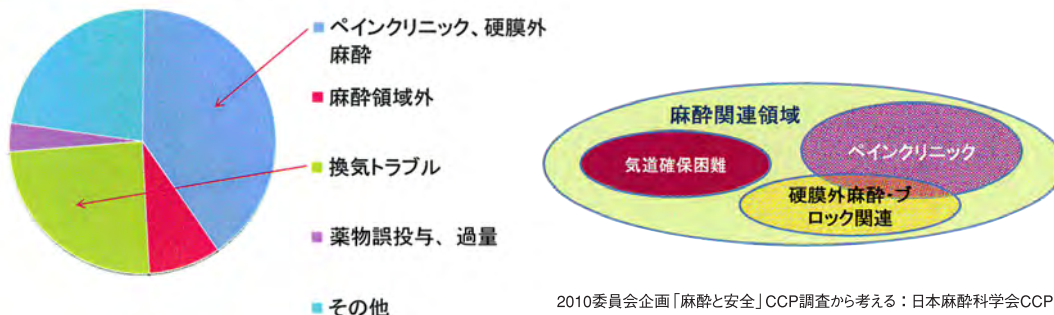 ペインクリニック、硬膜外
麻酔
麻酔領域外
換気トラブル
薬物誤投与、過量
その他
麻酔関連領域
気道確保困難
ペインクリニック
硬膜外麻酔・ブ
ロック関連
2010委員会企画「麻酔と安全」CCP調査から考える：日本麻酔科学会CCP